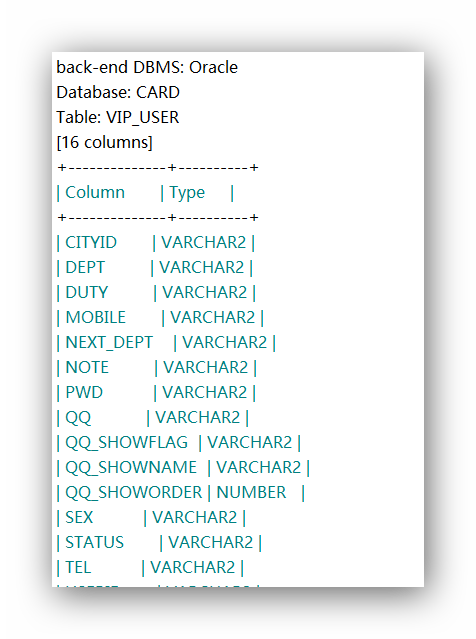 back-end DBMS: Oracle
Database: CARD
Table: VIP_USER
[16 columns]
+--------------+----------+
| Column | Type |
+--------------+----------+
| CITYID | VARCHAR2 |
| DEPT | VARCHAR2 |
| DUTY | VARCHAR2 |
| MOBILE | VARCHAR2 |
| NEXT_DEPT | VARCHAR2 |
| NOTE | VARCHAR2 |
| PWD | VARCHAR2 |
| QQ | VARCHAR2 |
| QQ_SHOWFLAG | VARCHAR2 |
| QQ_SHOWNAME | VARCHAR2 |
| QQ_SHOWORDER | NUMBER |
| SEX | VARCHAR2 |
| STATUS | VARCHAR2 |
| TEL | VARCHAR2 |